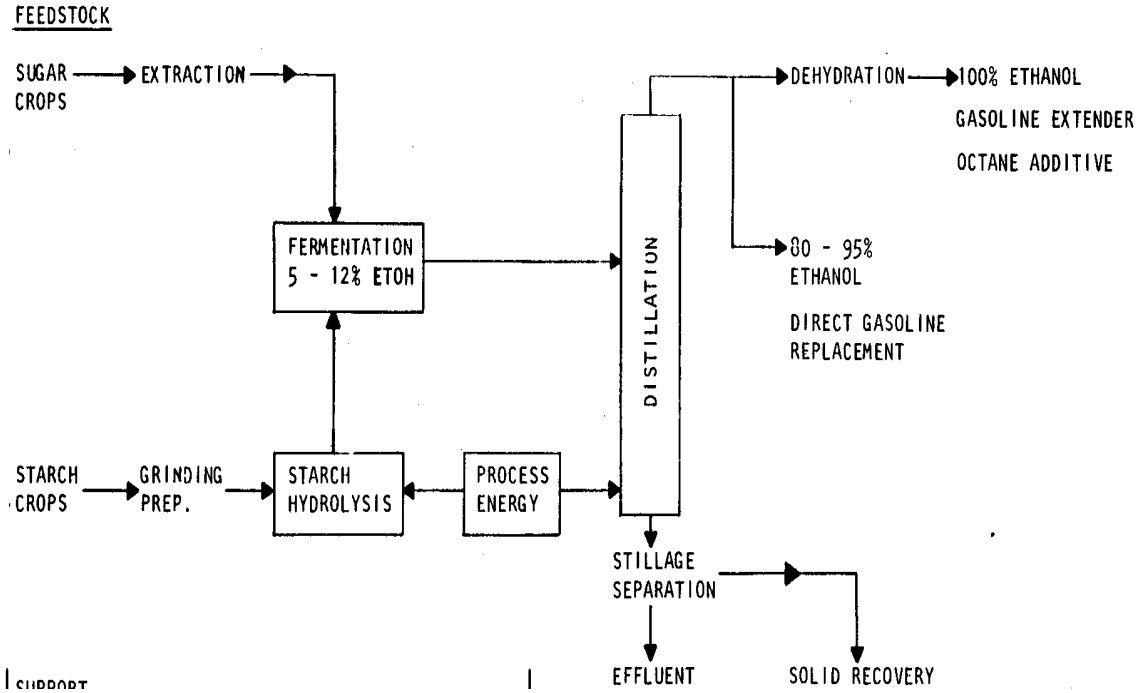 FEEDSTOCK
SUGAR
CROPS
EXTRACTION
DEHYDRATION
100% ETHANOL
GASOLINE EXTENDER
OCTANE ADDITIVE
FERMENTATION
5 - 12% ETOH
DISTILLATION
80 - 95%
ETHANOL
DIRECT GASOLINE
REPLACEMENT
STARCH
CROPS
GRINDING
PREP.
STARCH
HYDROLYSIS
PROCESS
ENERGY
STILLAGE
SEPARATION
EFFLUENT
SOLID RECOVERY
SUPPORT